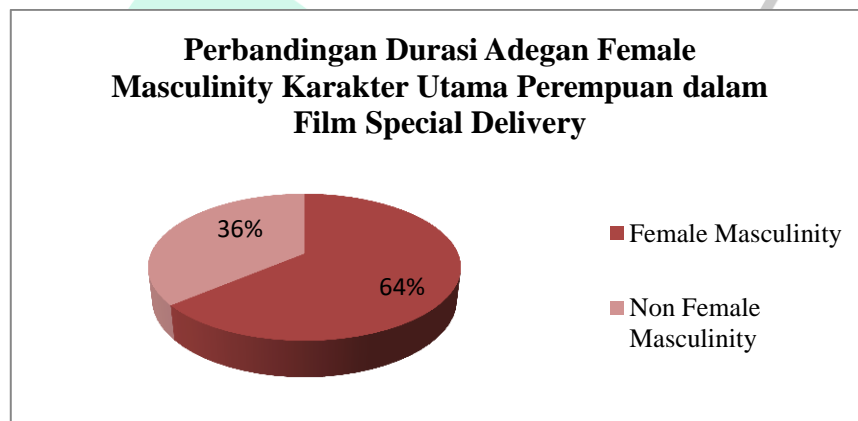 Perbandingan Durasi Adegan Female
Masculinity Karakter Utama Perempuan dalam
Film Special Delivery
36%
64%
Female Masculinity
Non Female
Masculinity